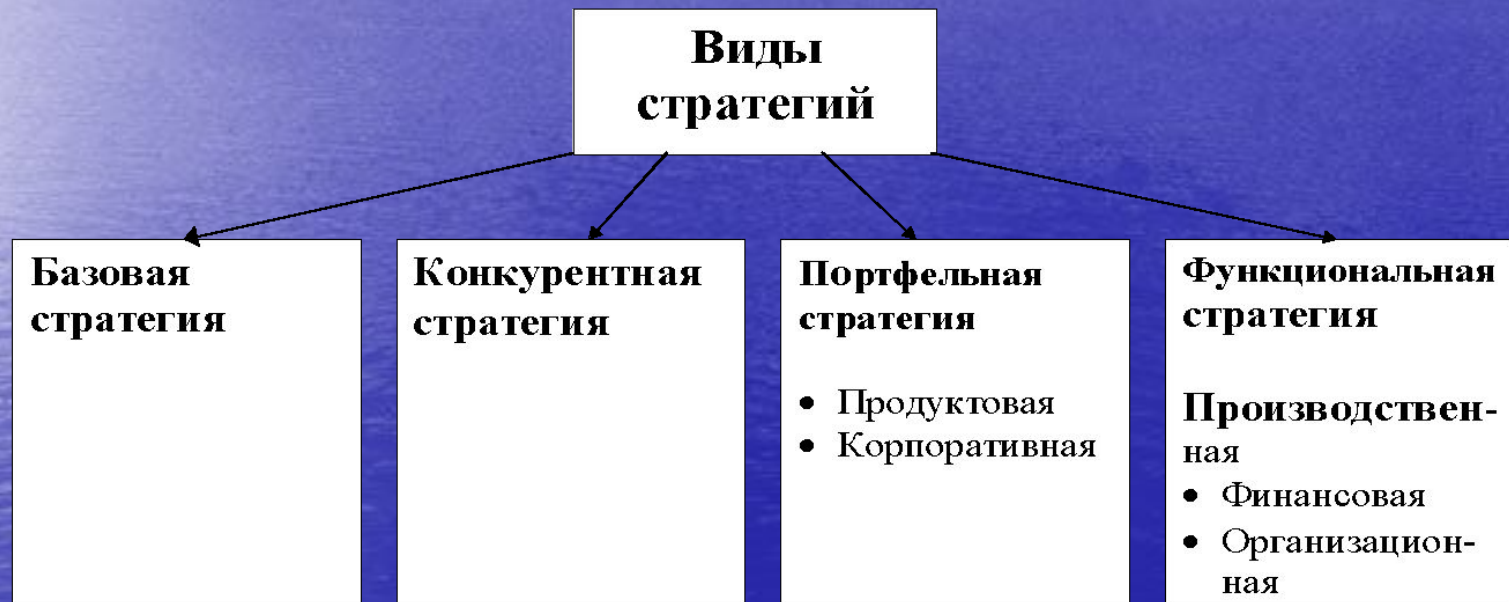 Виды
стратегий
Базовая
стратегия
Конкурентная
стратегия
Портфельная
стратегия
• Продуктовая
• Корпоративная
Функциональная
стратегия
Производствен-
ная
• Финансовая
• Организацион-
ная